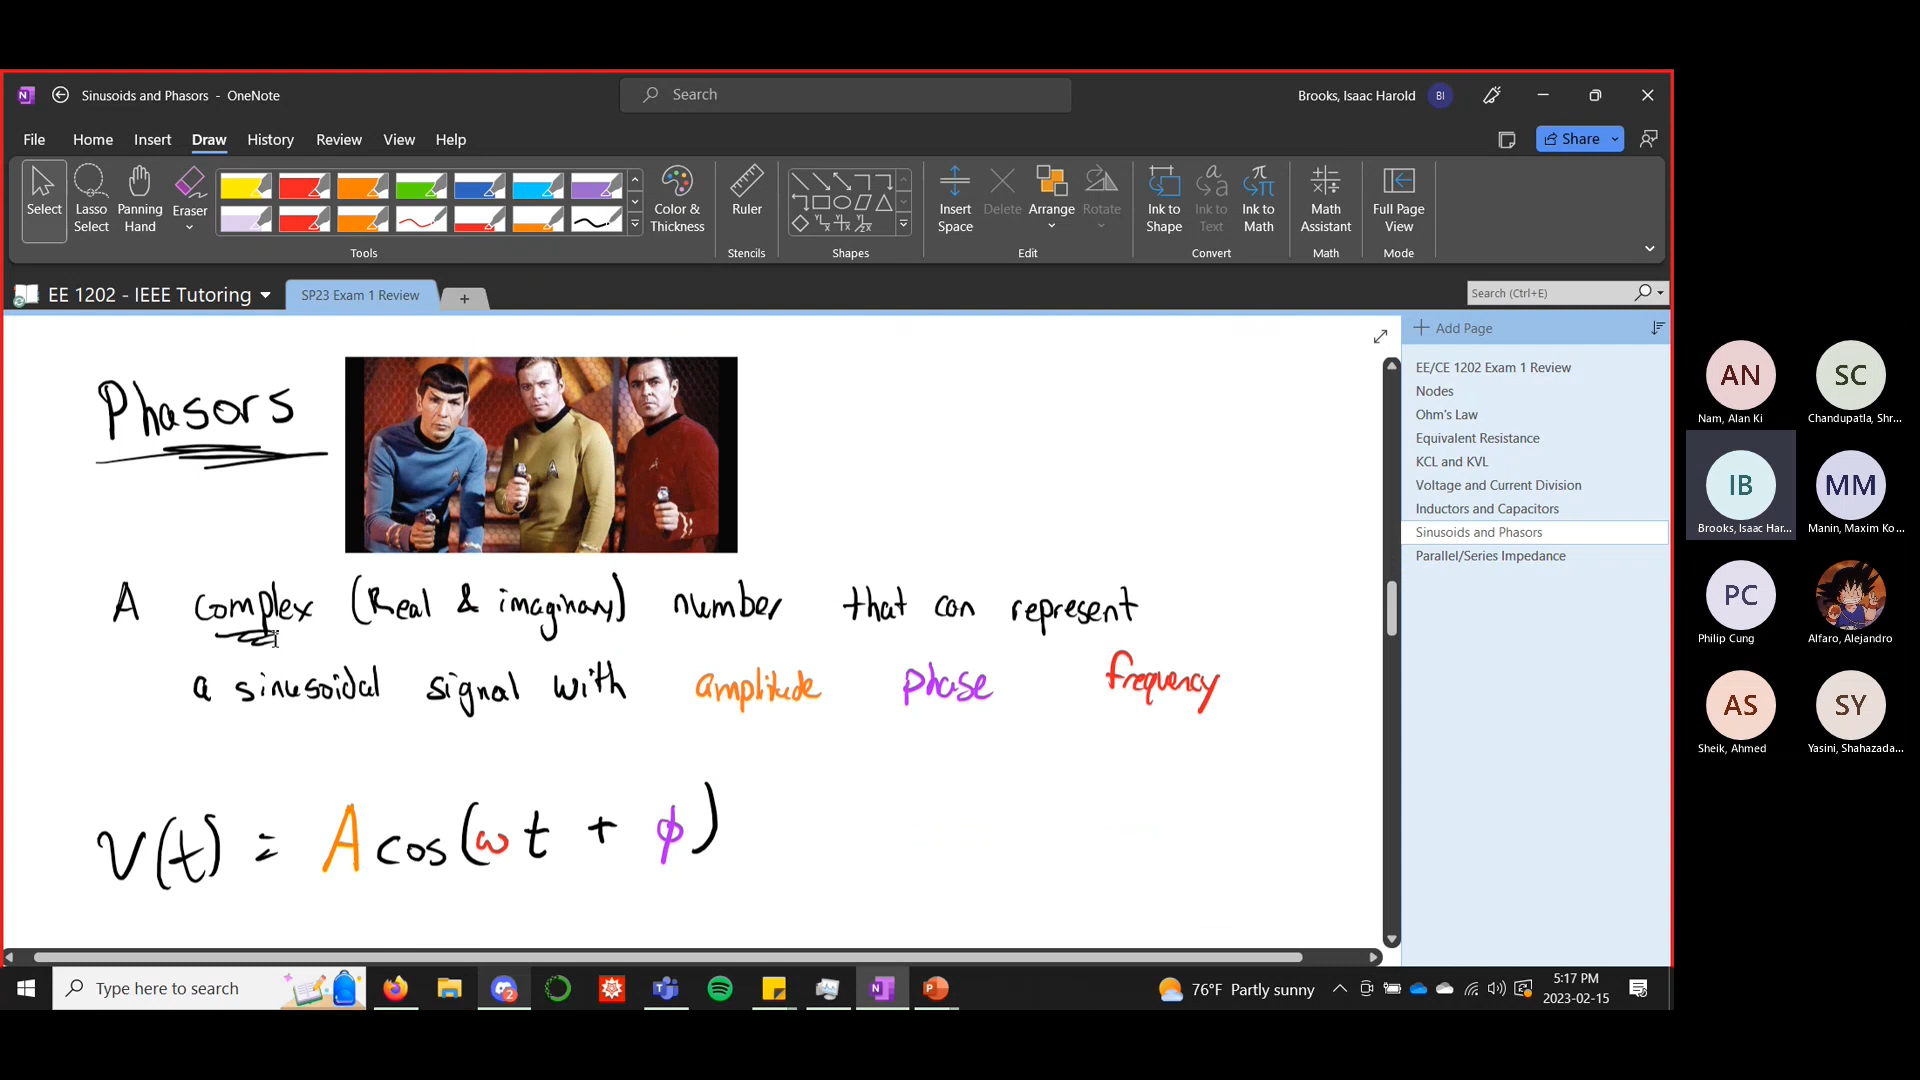 Sinusoids and Phasors - OneNote
Search
Brooks, Isaac Harold
BI
File Home Insert Draw History Review View Help
Share
Select
Lasso Select
Panning Hand
Eraser
Color & Thickness
Ruler
Insert Space
Delete
Arrange
Rotate
Ink to Shape
Ink to Text
Ink to Math
Math Assistant
Full Page View
Tools
Stencils
Shapes
Edit
Convert
Math
Mode
EE 1202 - IEEE Tutoring
SP23 Exam 1 Review
Search (Ctrl+E)
Add Page
EE/CE 1202 Exam 1 Review
Nodes
Ohm's Law
Equivalent Resistance
KCL and KVL
Voltage and Current Division
Inductors and Capacitors
Sinusoids and Phasors
Parallel/Series Impedance
Phasors
A complex (Real & imaginary) number that can represent
a sinusoidal signal with amplitude phase frequency
V(t) = A cos(ωt + ϕ)
AN
Nam, Alan Ki
SC
Chandupatla, Shr...
IB
Brooks, Isaac Har...
MM
Manin, Maxim Ko...
PC
Philip Cung
Alfaro, Alejandro
AS
Sheik, Ahmed
SY
Yasini, Shahazada...
Type here to search
76°F Partly sunny
5:17 PM
2023-02-15